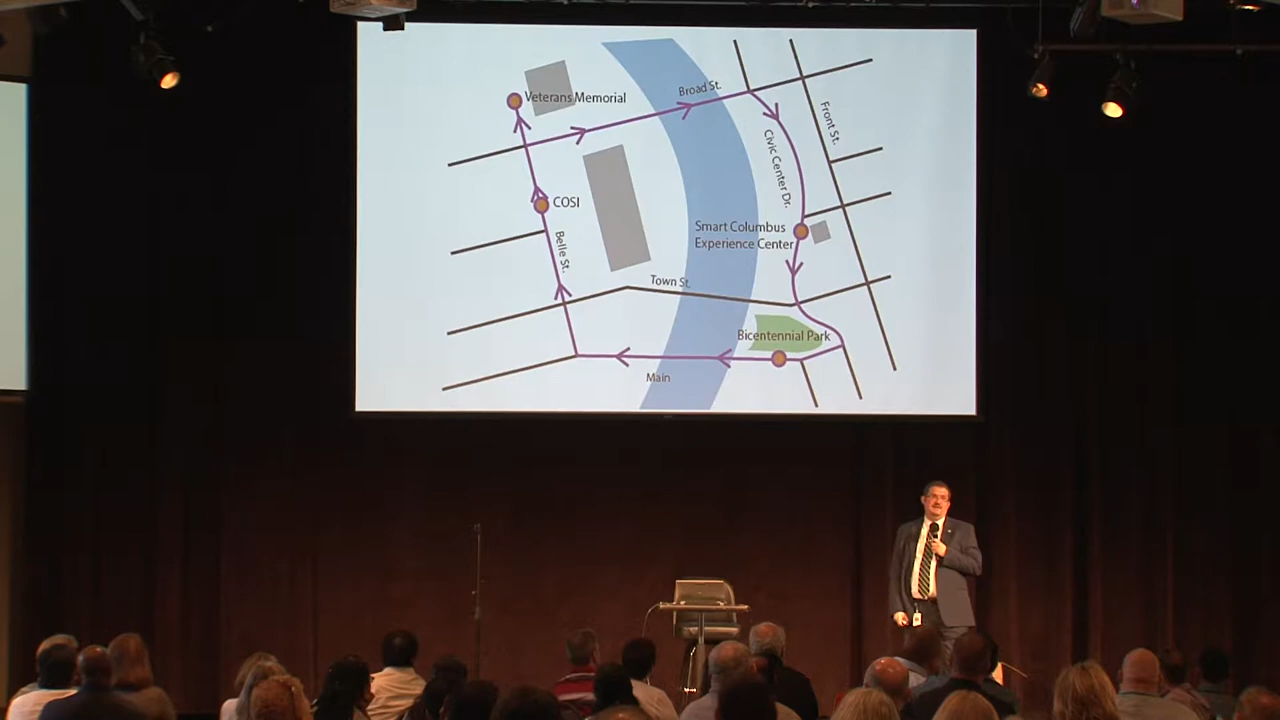 Veterans Memorial
Broad St.
Front St.
Civic Center Dr.
COSI
Smart Columbus
Experience Center
Belle St.
Town St.
Bicentennial Park
Main